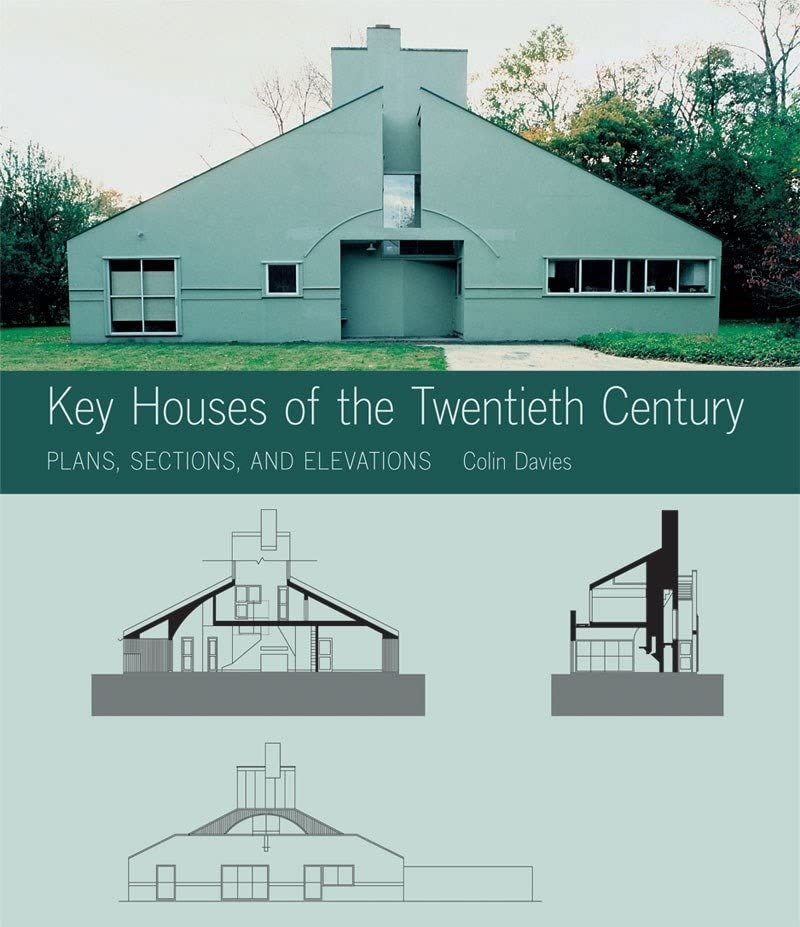 Key Houses of the Twentieth Century
PLANS, SECTIONS, AND ELEVATIONS Colin Davies